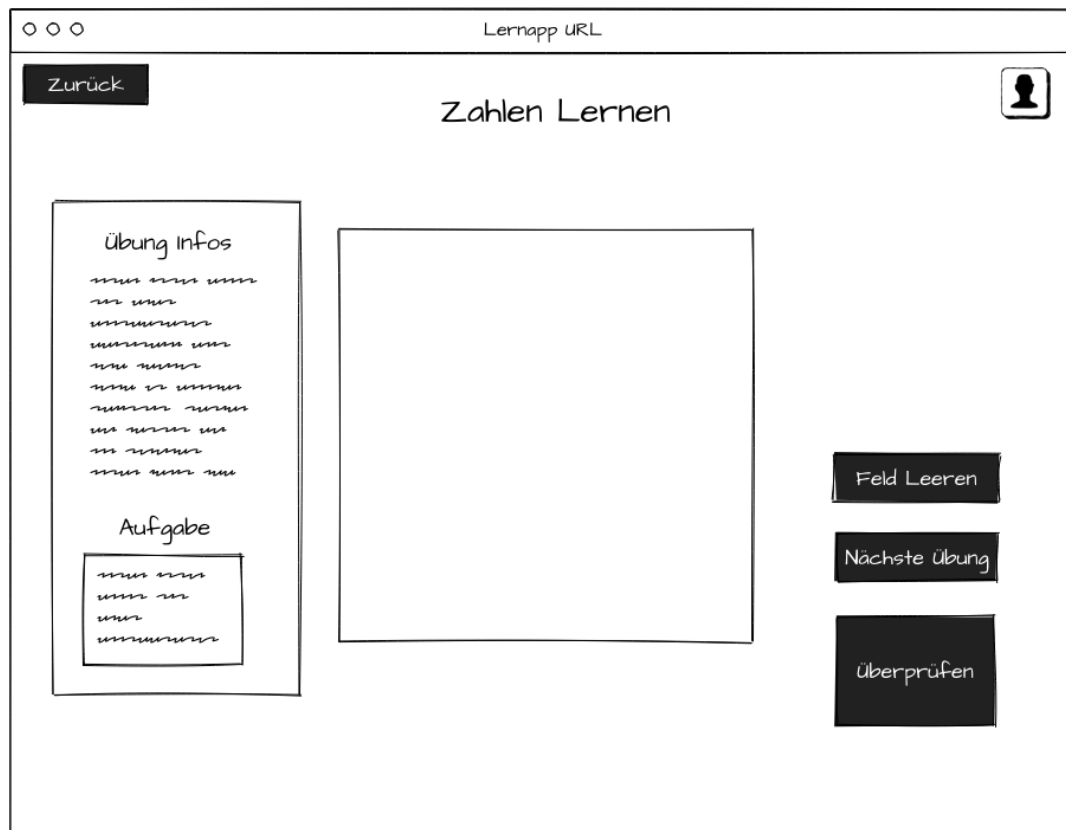 Lernapp URL
Zurück
Zahlen Lernen
Übung Infos
Aufgabe
Feld Leeren
Nächste Übung
Überprüfen